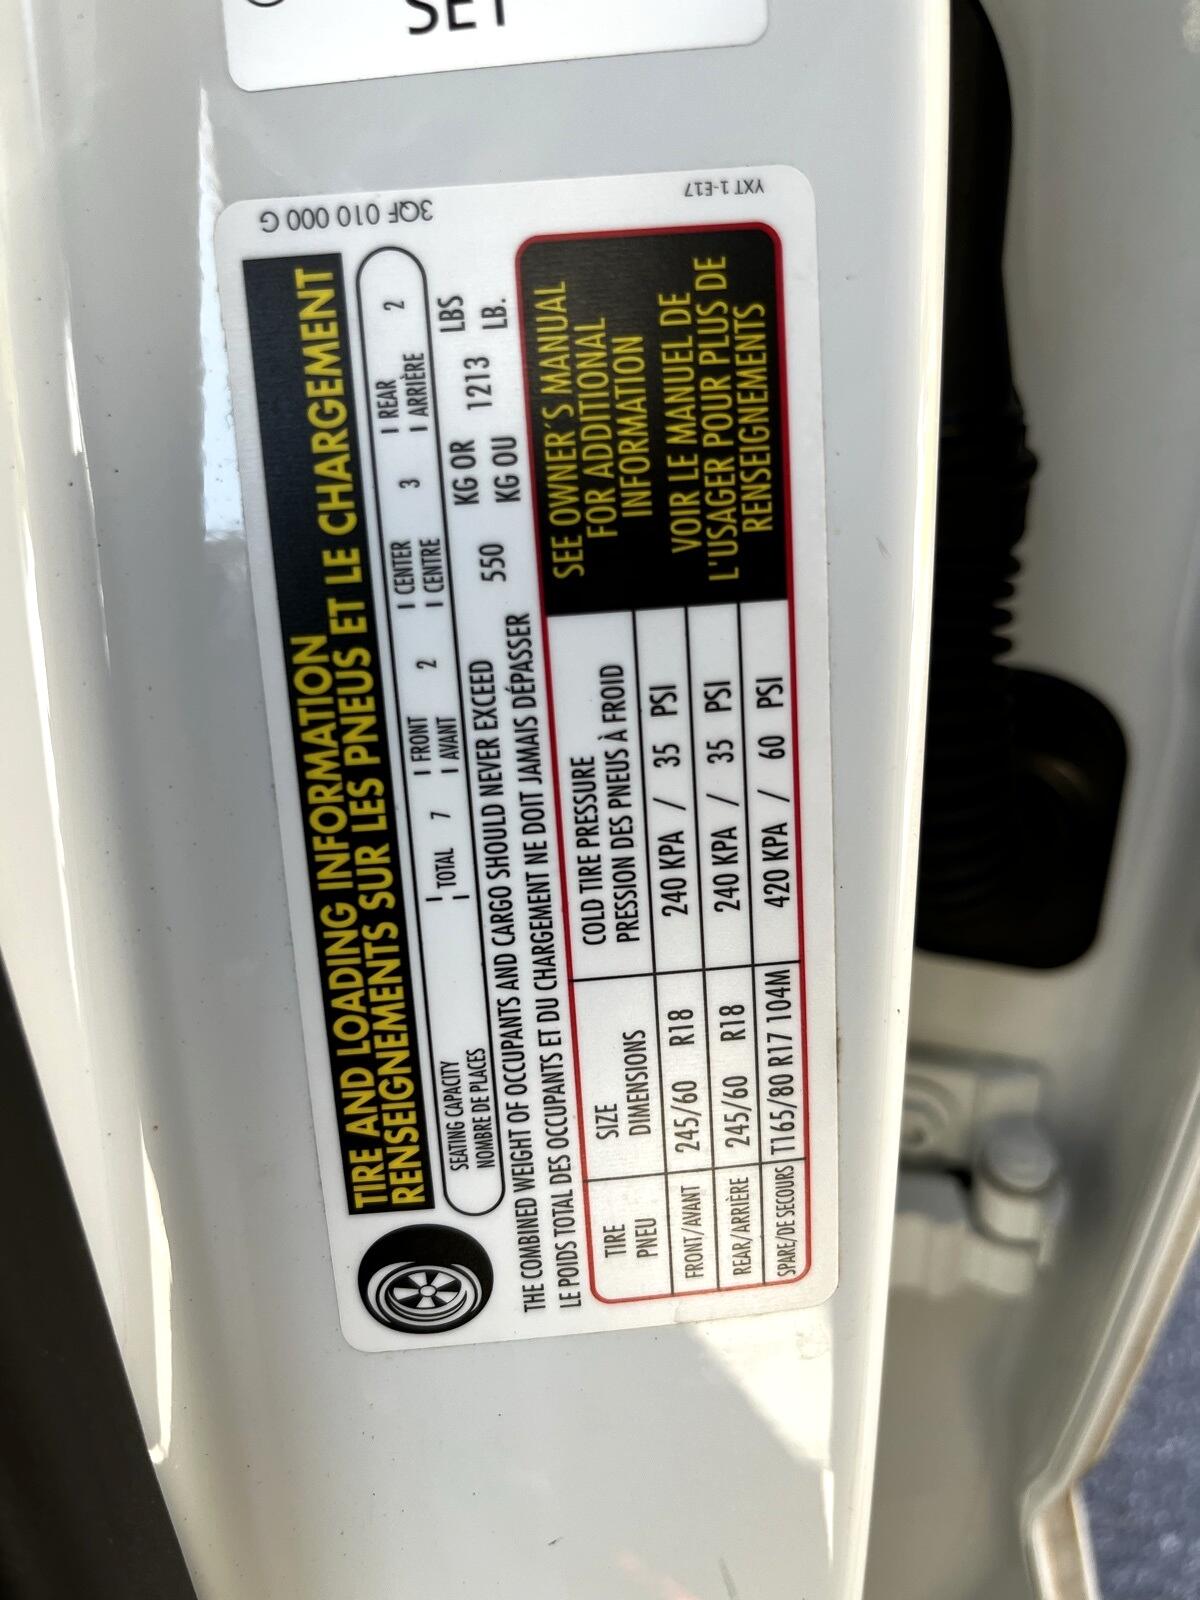 SET
3QF 010 000 G
YXT 1-E17
TIRE AND LOADING INFORMATION
RENSEIGNEMENTS SUR LES PNEUS ET LE CHARGEMENT
SEATING CAPACITY | TOTAL 7 | FRONT 2 | CENTER 3 | REAR 2
NOMBRE DE PLACES | | AVANT | CENTRE | ARRIÈRE
THE COMBINED WEIGHT OF OCCUPANTS AND CARGO SHOULD NEVER EXCEED 550 KG OR 1213 LBS
LE POIDS TOTAL DES OCCUPANTS ET DU CHARGEMENT NE DOIT JAMAIS DÉPASSER KG OU LB.
TIRE SIZE COLD TIRE PRESSURE
PNEU DIMENSIONS PRESSION DES PNEUS À FROID
FRONT/AVANT 245/60 R18 240 KPA / 35 PSI
REAR/ARRIÈRE 245/60 R18 240 KPA / 35 PSI
SPARE/DE SECOURS T165/80 R17 104M 420 KPA / 60 PSI
SEE OWNER'S MANUAL
FOR ADDITIONAL
INFORMATION
VOIR LE MANUEL DE
L'USAGER POUR PLUS DE
RENSEIGNEMENTS